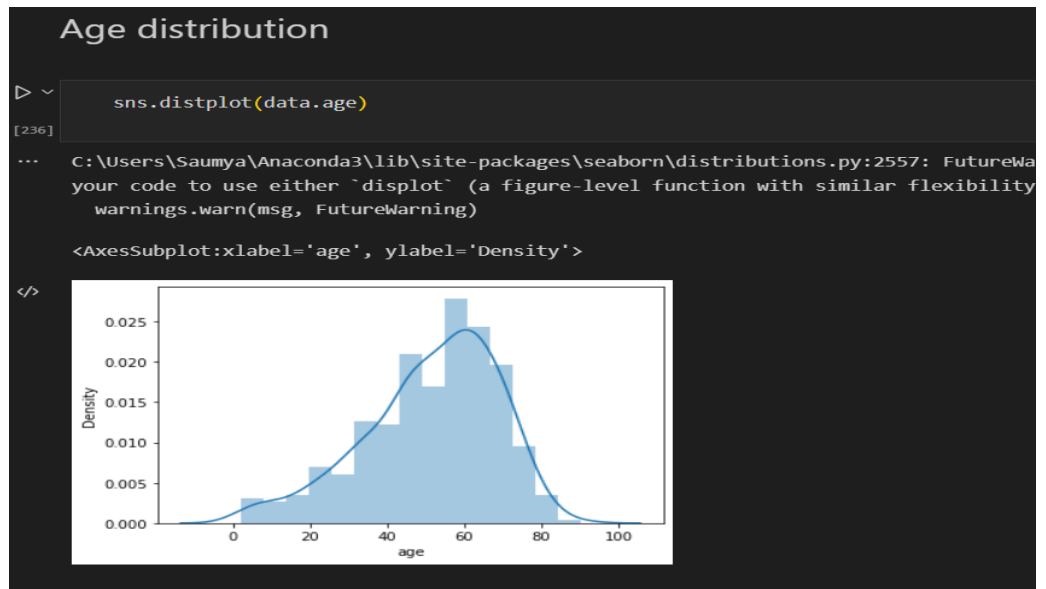 Age distribution
sns.distplot(data.age)
[236]
... C:\Users\Saumya\Anaconda3\lib\site-packages\seaborn\distributions.py:2557: FutureWa
your code to use either `displot` (a figure-level function with similar flexibility
warnings.warn(msg, FutureWarning)
<AxesSubplot:xlabel='age', ylabel='Density'>
</>
0.025
0.020
0.015
0.010
0.005
0.000
Density
0 20 40 60 80 100
age